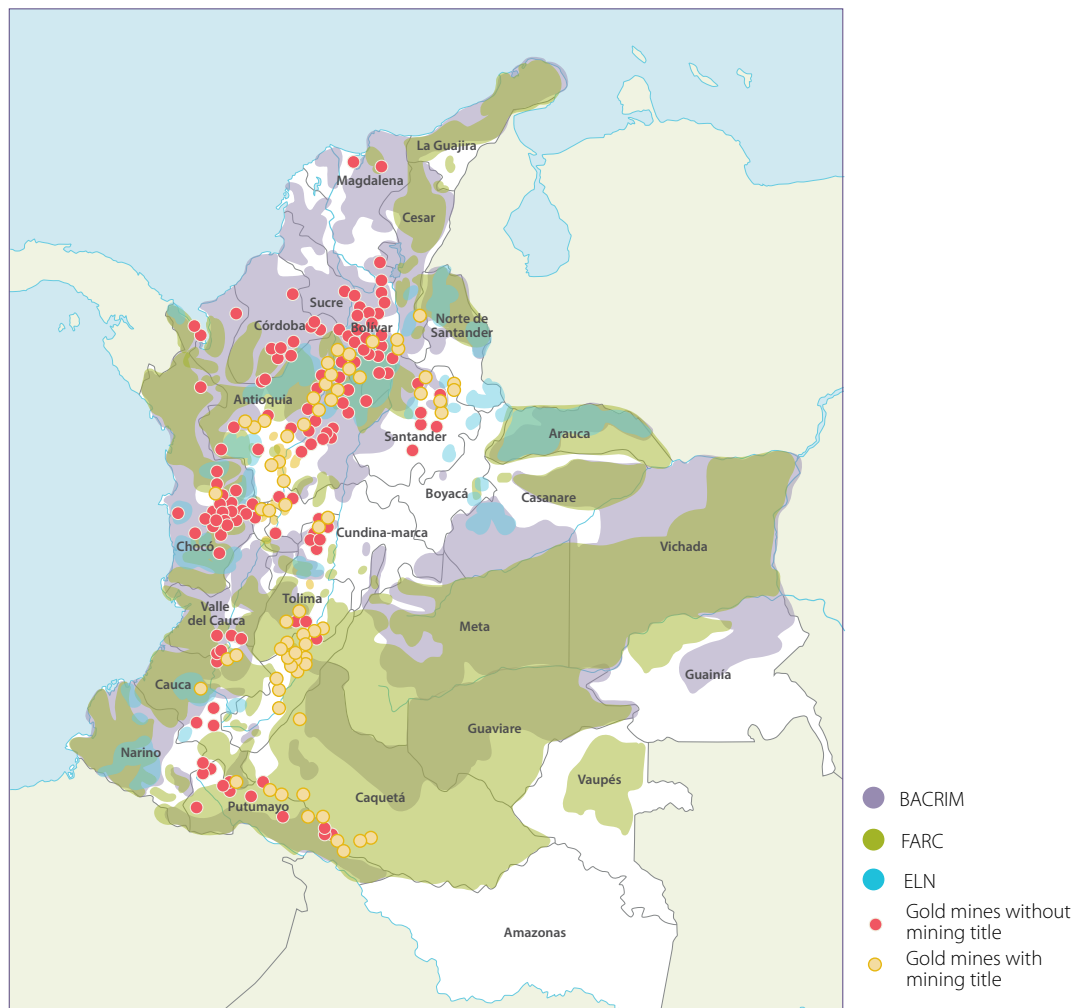 La Guajira
Magdalena
Cesar
Sucre
Córdoba
Bolivar
Norte de
Santander
Antioquia
Santander
Arauca
Boyacá
Casanare
Chocó
Cundina-marca
Vichada
Tolima
Valle
del Cauca
Meta
Cauca
Guainía
Guaviare
Narino
Vaupés
Putumayo
Caquetá
Amazonas
BACRIM
FARC
ELN
Gold mines without
mining title
Gold mines with
mining title